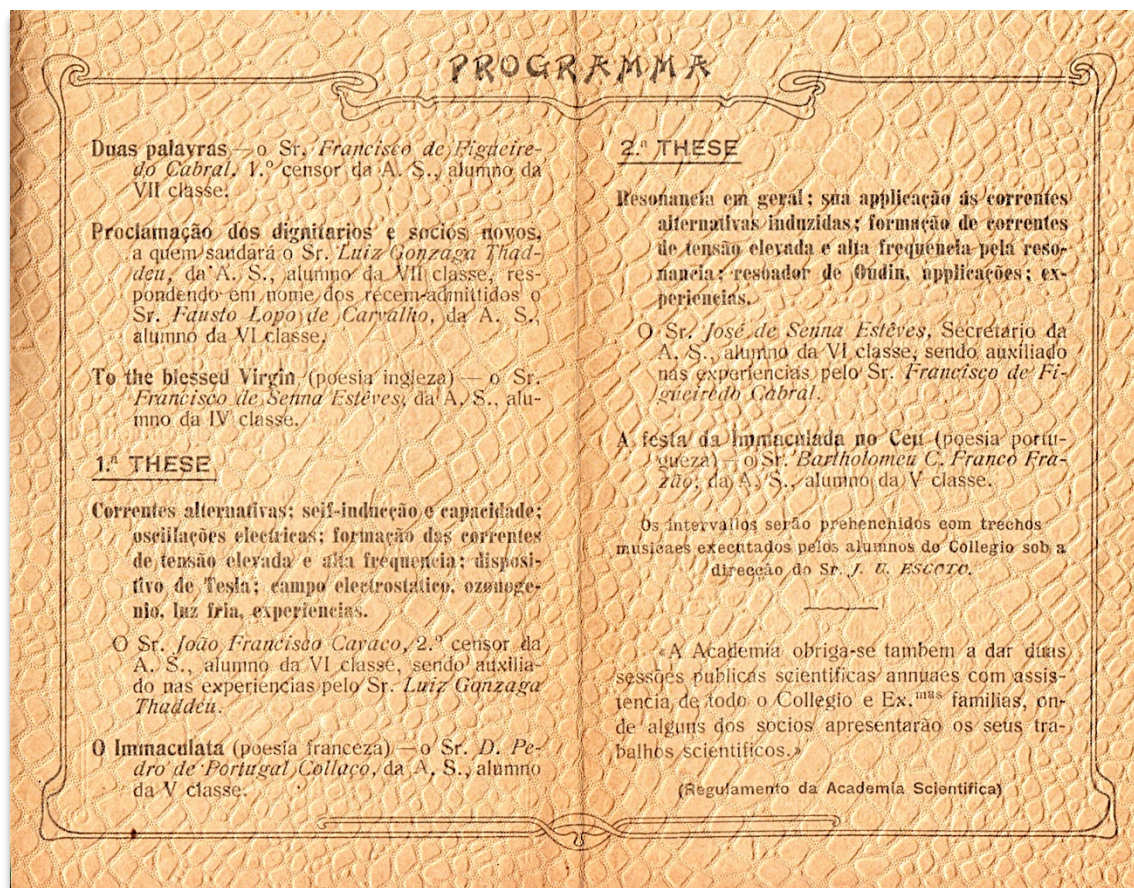 PROGRAMMA
Duas palavras — o Sr. Francisco de Figueire-
do Cabral, 1.º censor da A. S., alumno da
VII classe.
Proclamação dos dignitarios e socios novos,
a quem saudará o Sr. Luiz Gonzaga Thad-
deu, da A. S., alumno da VII classe, res-
pondendo em nome dos recem-admittidos o
Sr. Fausto Lopo de Carvalho, da A. S.,
alumno da VI classe.
To the blessed Virgin (poesia ingleza) — o Sr.
Francisco de Senna Estêves, da A. S., alu-
mno da IV classe.
1.ª THESE
Correntes alternativas; self-inducção e capacidade;
oscillações electricas; formação das correntes
de tensão elevada e alta frequencia; disposi-
tivo de Tesla; campo electrostatico, ozonoge-
nio, luz fria, experiencias.
O Sr. João Francisco Cavaco, 2.º censor da
A. S., alumno da VI classe, sendo auxilia-
do nas experiencias pelo Sr. Luiz Gonzaga
Thaddeu.
O Immaculata (poesia franceza) — o Sr. D. Pe-
dro de Portugal Collaço, da A. S., alumno
da V classe.
2.ª THESE
Resonancia em geral; sua applicação ás correntes
alternativas induzidas; formação de correntes
de tensão elevada e alta frequencia pela reso-
nancia; resoador de Oudin, applicações; ex-
periencias.
O Sr. José de Senna Estêves, Secretario da
A. S., alumno da VI classe, sendo auxiliado
nas experiencias pelo Sr. Francisco de Fi-
gueirêdo Cabral.
A festa da Immaculada no Ceu (poesia portu-
gueza) — o Sr. Bartholomeu C. Franco Fra-
zão, da A. S., alumno da V classe.
Os intervallos serão prehenchidos com trechos
musicaes executados pelos alumnos do Collegio sob a
direcção do Sr. J. U. ESCOTO.
«A Academia obriga-se tambem a dar duas
sessões publicas scientificas annuaes com assis-
tencia de todo o Collegio e Ex.mas familias, on-
de alguns dos socios apresentarão os seus tra-
balhos scientificos.»
(Regulamento da Academia Scientifica)